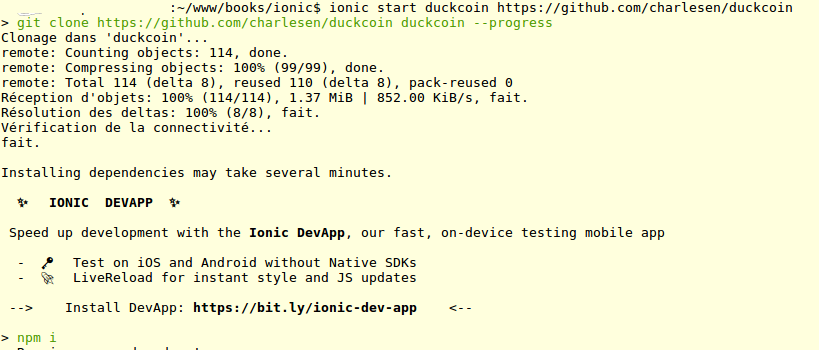 :~/www/books/ionic$ ionic start duckcoin https://github.com/charlesen/duckcoin
> git clone https://github.com/charlesen/duckcoin duckcoin --progress
Clonage dans 'duckcoin'...
remote: Counting objects: 114, done.
remote: Compressing objects: 100% (99/99), done.
remote: Total 114 (delta 8), reused 110 (delta 8), pack-reused 0
Réception d'objets: 100% (114/114), 1.37 MiB | 852.00 KiB/s, fait.
Résolution des deltas: 100% (8/8), fait.
Vérification de la connectivité...
fait.
Installing dependencies may take several minutes.
✨ IONIC DEVAPP ✨
Speed up development with the Ionic DevApp, our fast, on-device testing mobile app
- 🔑 Test on iOS and Android without Native SDKs
- 🚀 LiveReload for instant style and JS updates
--> Install DevApp: https://bit.ly/ionic-dev-app <--
> npm i